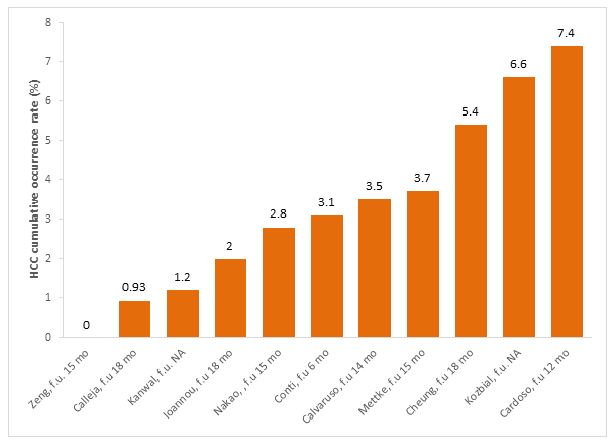 HCC cumulative occurrence rate (%)
8
7
6
5
4
3
2
1
0
0
0.93
1.2
2
2.8
3.1
3.5
3.7
5.4
6.6
7.4
Zeng, f.u. 15 mo
Calleja, f.u 18 mo
Kanwal, f.u. NA
Ioannou, f.u 18 mo
Nakao, , f.u 15 mo
Conti, f.u 6 mo
Calvaruso, f.u 14 mo
Mettke, f.u 15 mo
Cheung, f.u 18 mo
Kozbial, f.u. NA
Cardoso, f.u 12 mo